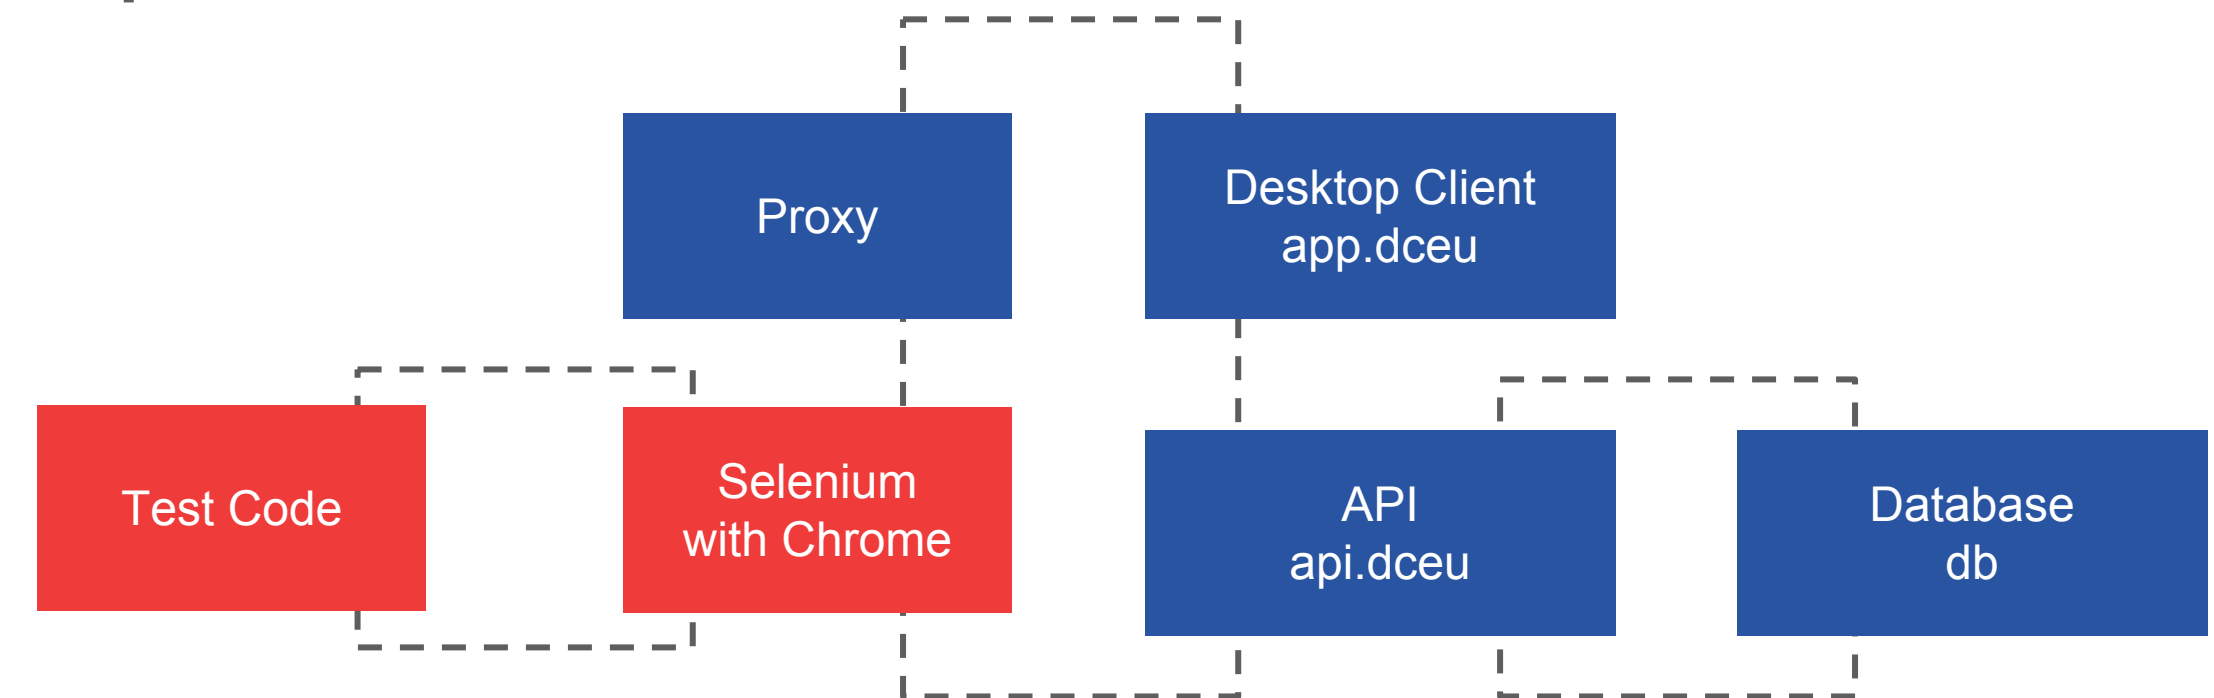 Proxy
Desktop Client
app.dceu
Test Code
Selenium
with Chrome
API
api.dceu
Database
db